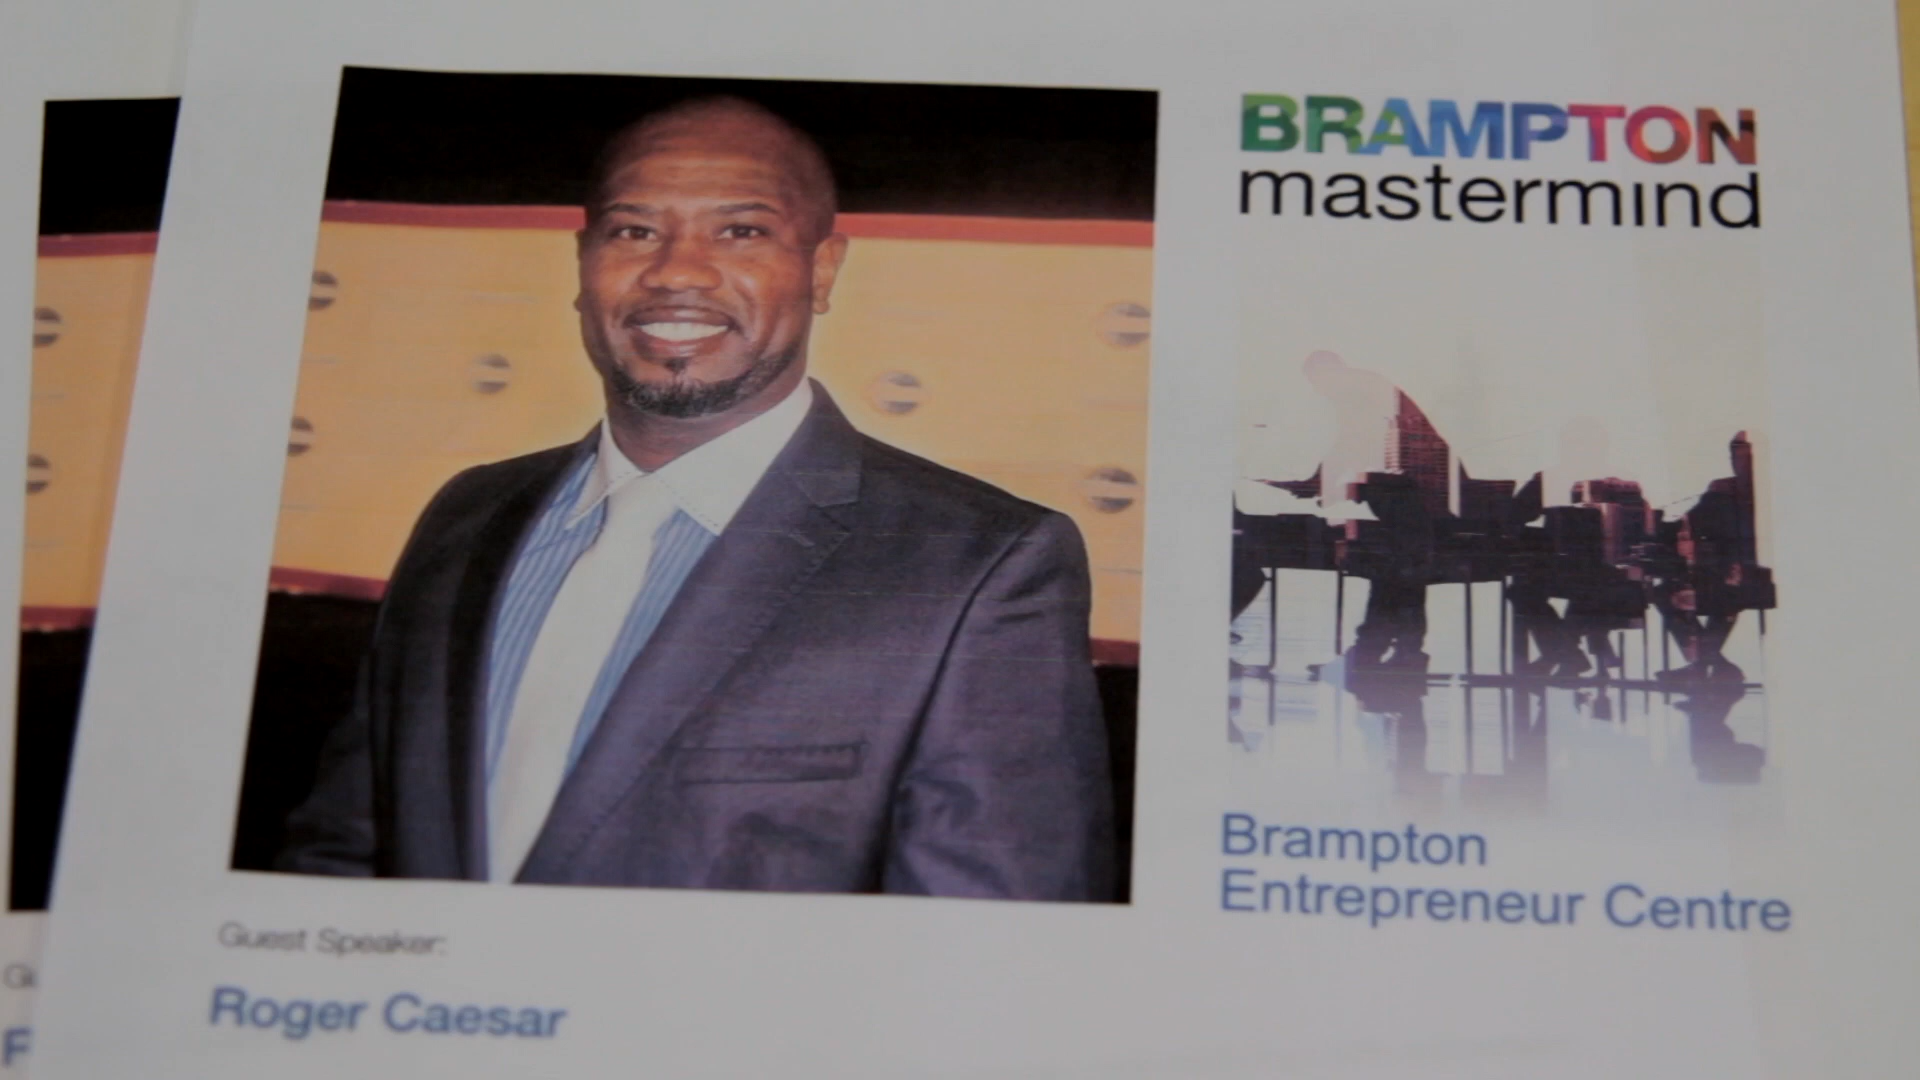 BRAMPTON
mastermind
Brampton
Entrepreneur Centre
Guest Speaker:
Roger Caesar